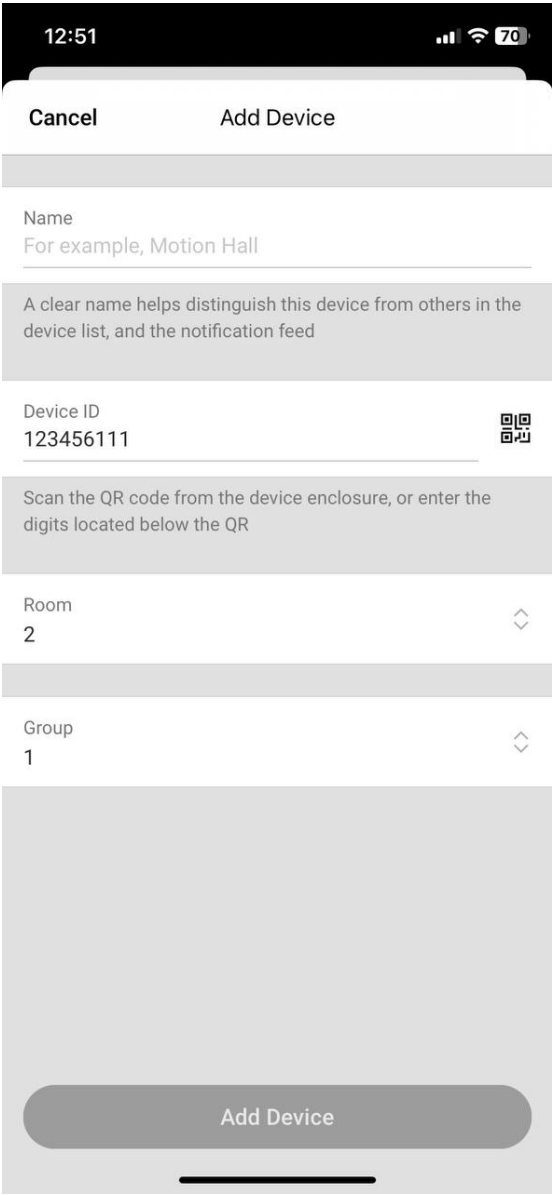 12:51
70
Cancel
Add Device
Name
For example, Motion Hall
A clear name helps distinguish this device from others in the
device list, and the notification feed
Device ID
123456111
Scan the QR code from the device enclosure, or enter the
digits located below the QR
Room
2
Group
1
Add Device